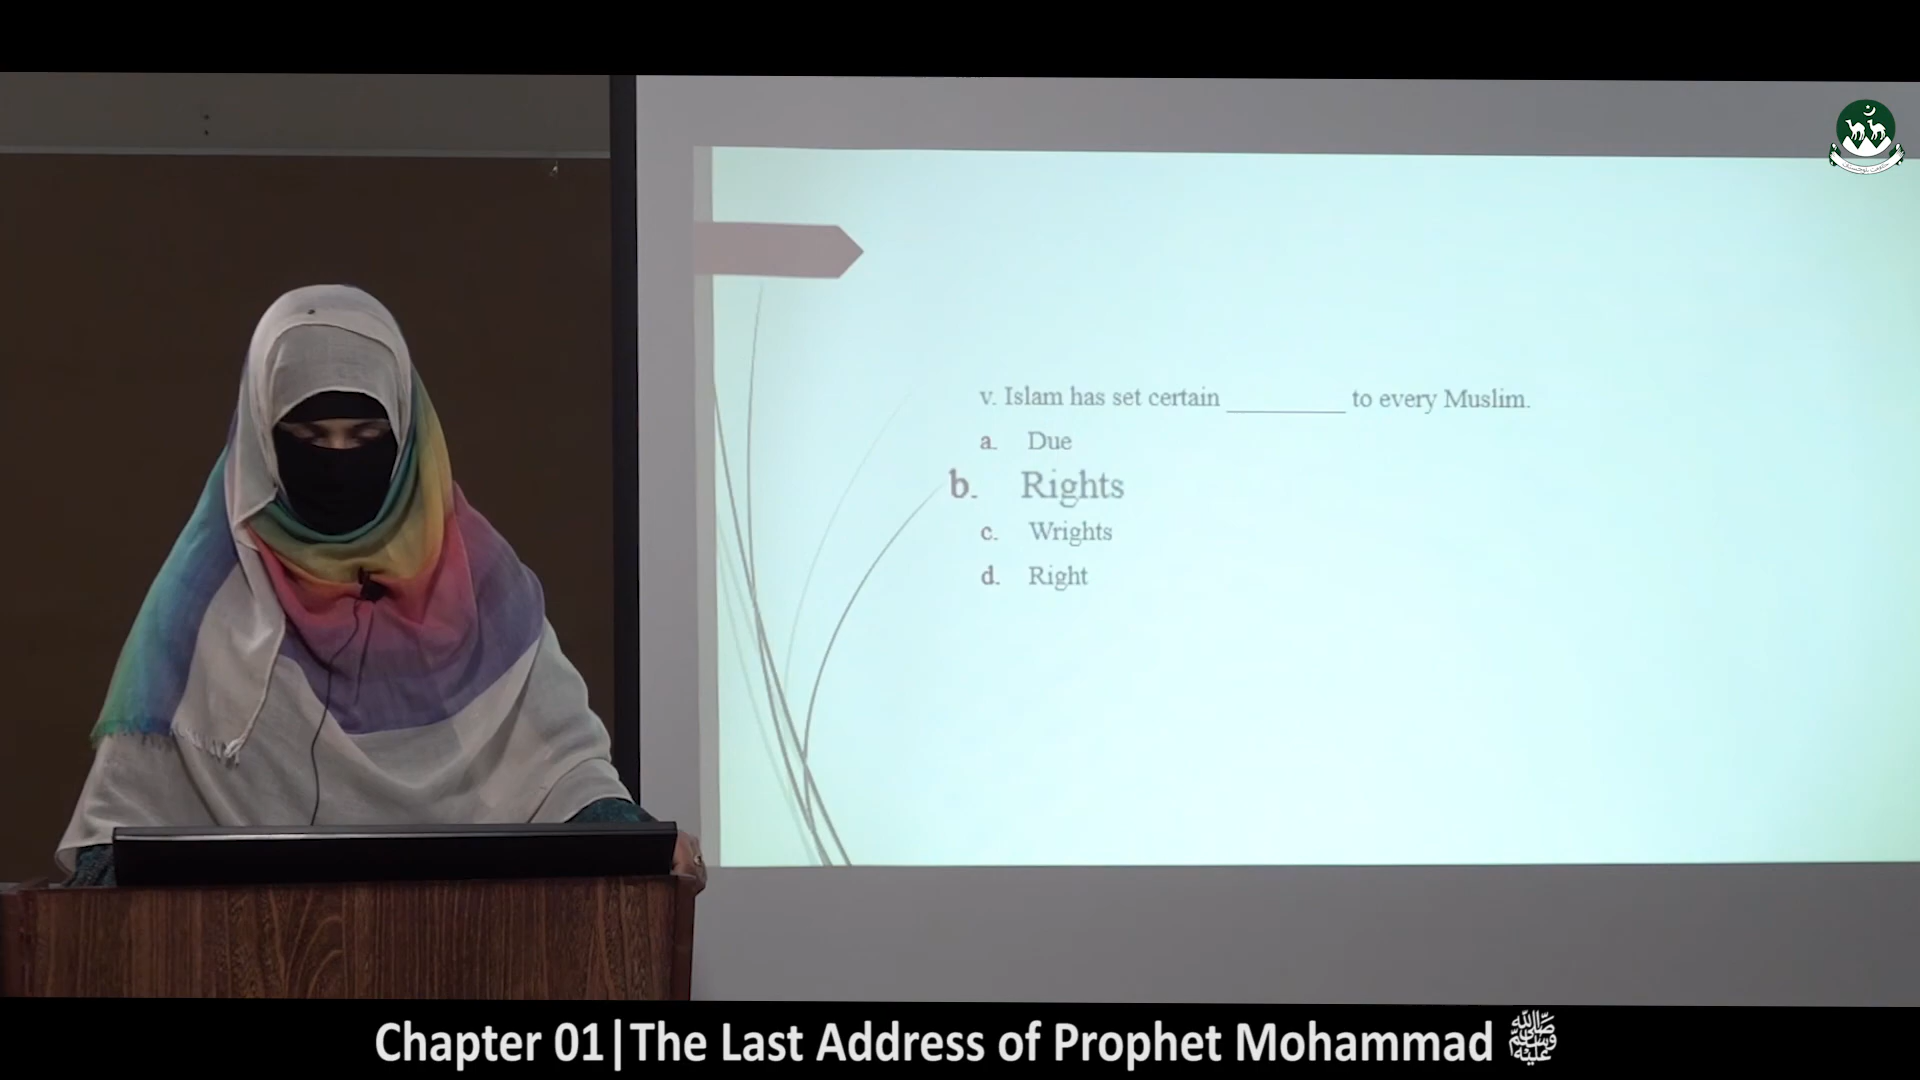 v. Islam has set certain _________ to every Muslim.
a. Due
b. Rights
c. Wrights
d. Right
Chapter 01|The Last Address of Prophet Mohammad ﷺ